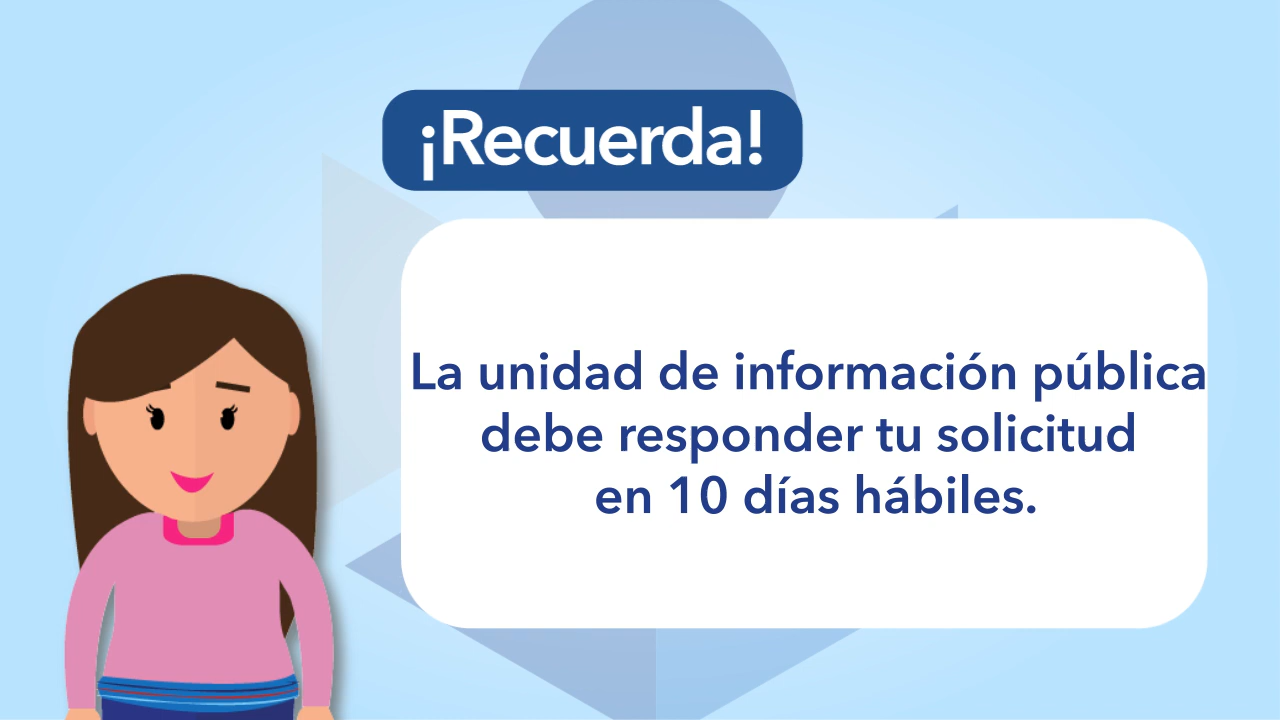 ¡Recuerda!
La unidad de información pública
debe responder tu solicitud
en 10 días hábiles.